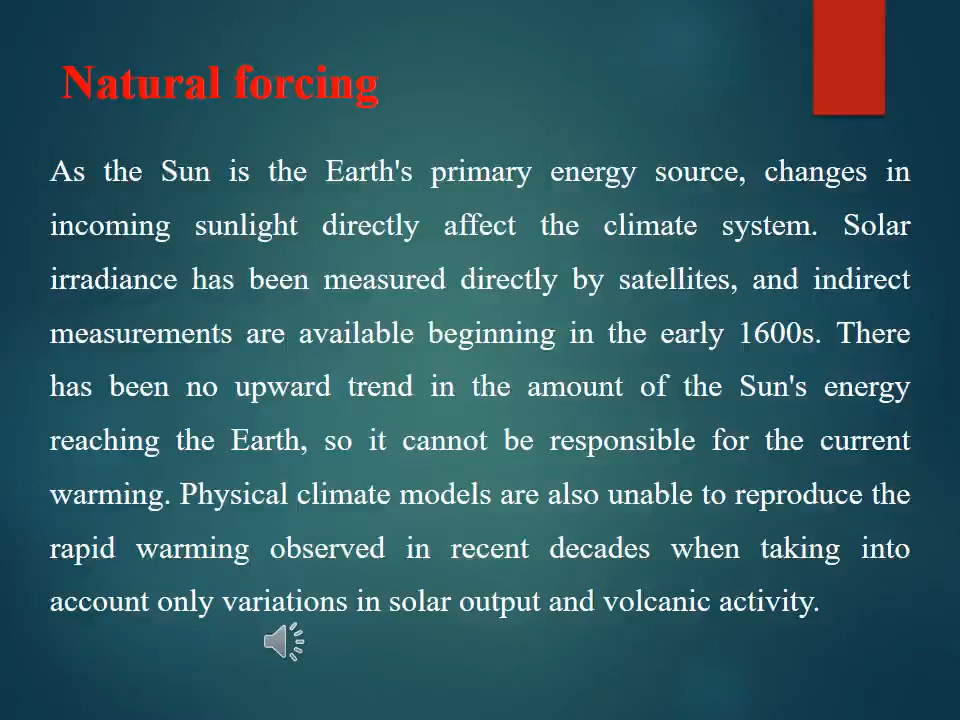 Natural forcing
As the Sun is the Earth's primary energy source, changes in
incoming sunlight directly affect the climate system. Solar
irradiance has been measured directly by satellites, and indirect
measurements are available beginning in the early 1600s. There
has been no upward trend in the amount of the Sun's energy
reaching the Earth, so it cannot be responsible for the current
warming. Physical climate models are also unable to reproduce the
rapid warming observed in recent decades when taking into
account only variations in solar output and volcanic activity.